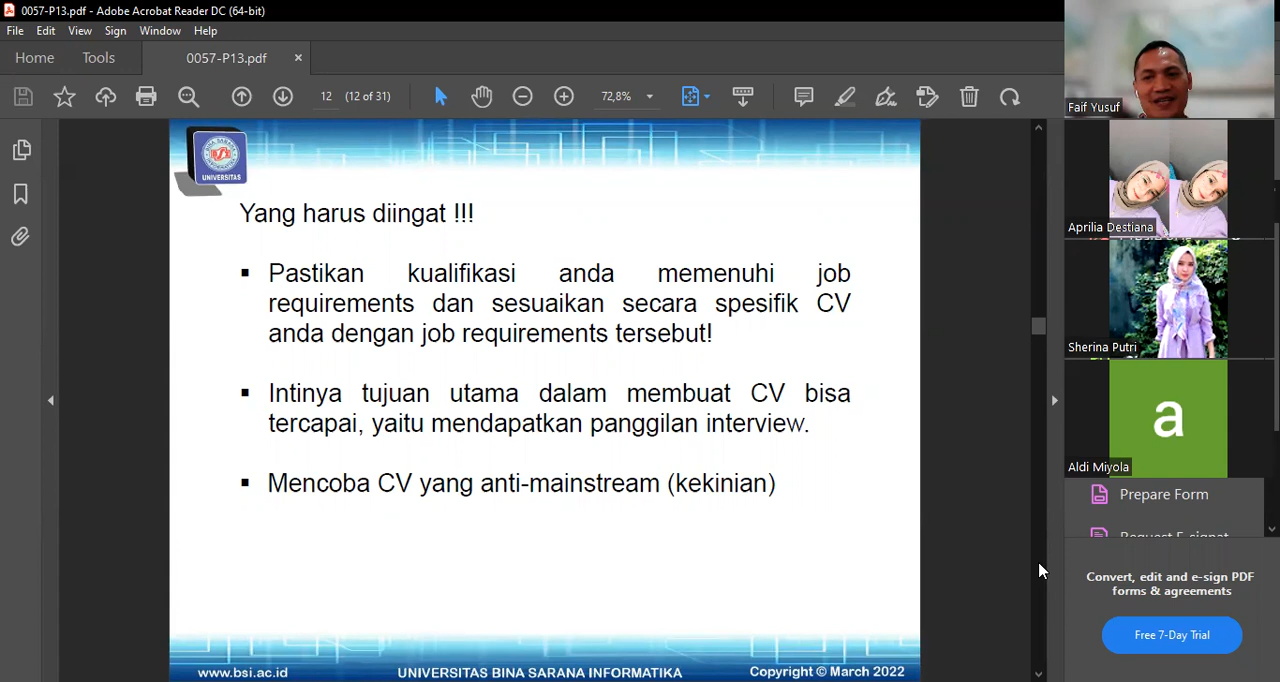 0057-P13.pdf - Adobe Acrobat Reader DC (64-bit)
File Edit View Sign Window Help
Home Tools 0057-P13.pdf ×
12 (12 of 31) 72,8%
UNIVERSITAS
Yang harus diingat !!!
▪ Pastikan kualifikasi anda memenuhi job
requirements dan sesuaikan secara spesifik CV
anda dengan job requirements tersebut!
▪ Intinya tujuan utama dalam membuat CV bisa
tercapai, yaitu mendapatkan panggilan interview.
▪ Mencoba CV yang anti-mainstream (kekinian)
www.bsi.ac.id UNIVERSITAS BINA SARANA INFORMATIKA Copyright © March 2022
Faif Yusuf
Aprilia Destiana
Sherina Putri
a
Aldi Miyola
Prepare Form
Request E-signat
Convert, edit and e-sign PDF
forms & agreements
Free 7-Day Trial